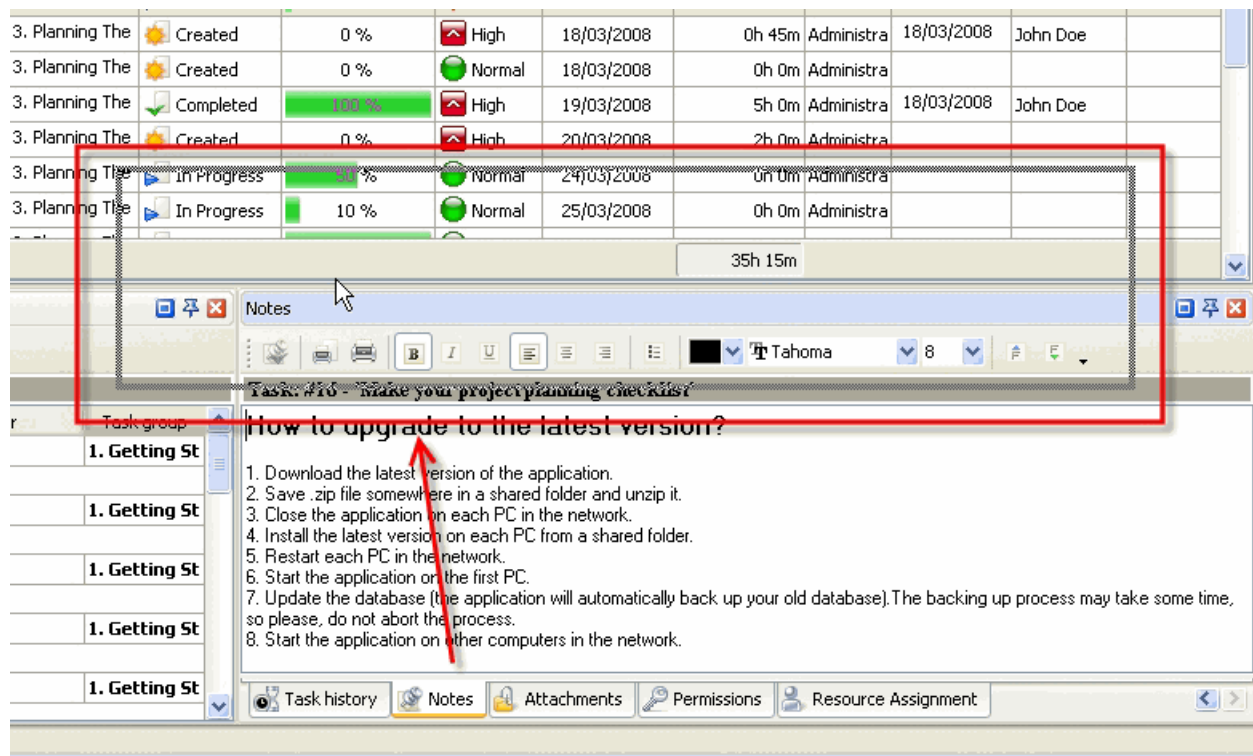 3. Planning The Created 0 % High 18/03/2008 0h 45m Administra 18/03/2008 John Doe
3. Planning The Created 0 % Normal 18/03/2008 0h 0m Administra
3. Planning The Completed 100 % High 19/03/2008 5h 0m Administra 18/03/2008 John Doe
3. Planning The Created 0 % High 20/03/2008 2h 0m Administra
3. Planning The In Progress 50 % Normal 24/03/2008 0h 0m Administra
3. Planning The In Progress 10 % Normal 25/03/2008 0h 0m Administra
35h 15m
Notes
B I U Tahoma 8
Task: #16 - 'Make your project planning checklist'
r Task group
How to upgrade to the latest version?
1. Getting St
1. Download the latest version of the application.
2. Save .zip file somewhere in a shared folder and unzip it.
1. Getting St
3. Close the application on each PC in the network.
4. Install the latest version on each PC from a shared folder.
5. Restart each PC in the network.
1. Getting St
6. Start the application on the first PC.
7. Update the database (the application will automatically back up your old database).The backing up process may take some time,
so please, do not abort the process.
1. Getting St
8. Start the application on other computers in the network.
1. Getting St
Task history Notes Attachments Permissions Resource Assignment